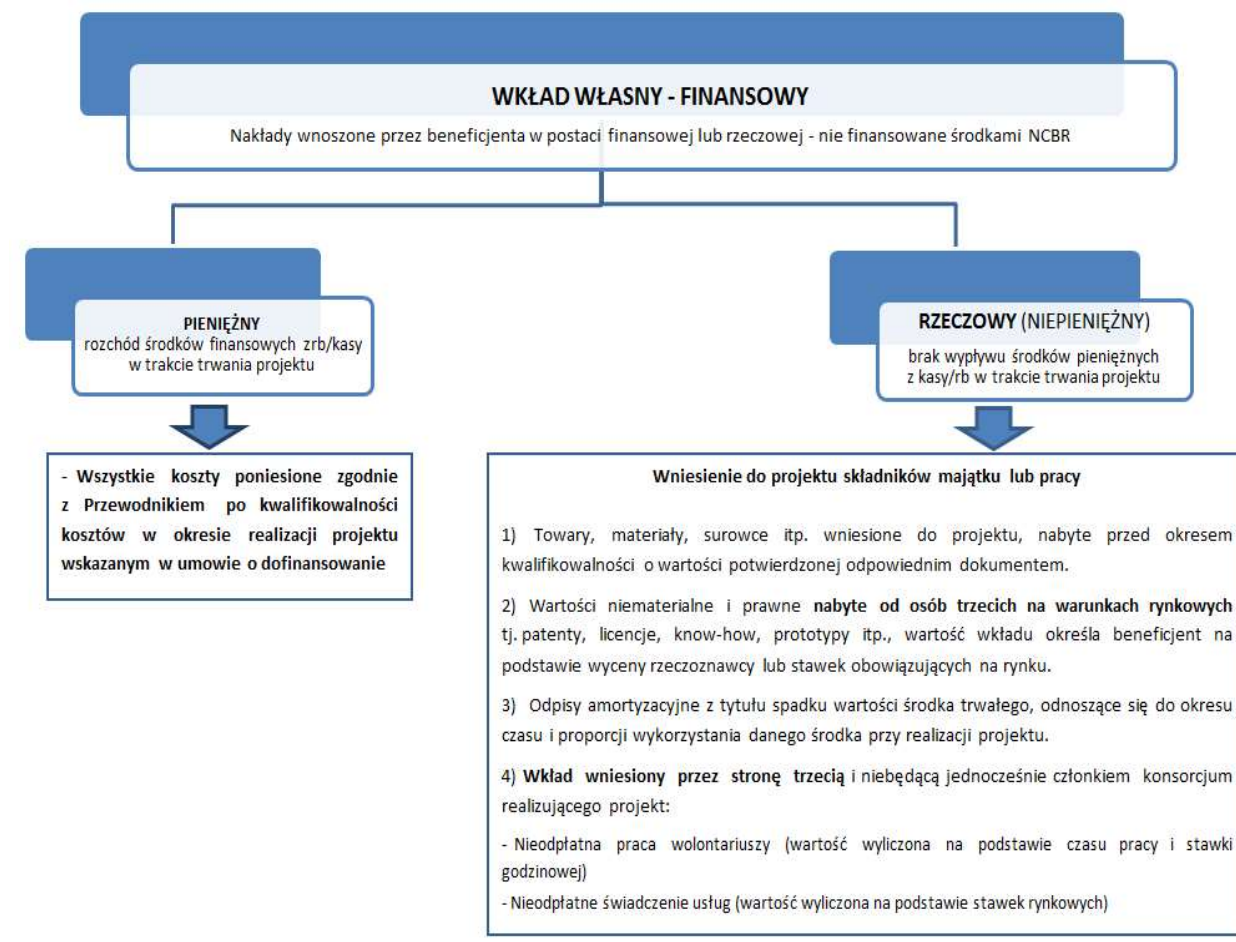 WKŁAD WŁASNY - FINANSOWY
Nakłady wnoszone przez beneficjenta w postaci finansowej lub rzeczowej - nie finansowane środkami NCBR
PIENIĘŻNY
rozchód środków finansowych zrb/kasy
w trakcie trwania projektu
- Wszystkie koszty poniesione zgodnie
z Przewodnikiem po kwalifikowalności
kosztów w okresie realizacji projektu
wskazanym w umowie o dofinansowanie
RZECZOWY (NIEPIENIĘŻNY)
brak wypływu środków pieniężnych
z kasy/rb w trakcie trwania projektu
Wniesienie do projektu składników majątku lub pracy
1) Towary, materiały, surowce itp. wniesione do projektu, nabyte przed okresem
kwalifikowalności o wartości potwierdzonej odpowiednim dokumentem.
2) Wartości niematerialne i prawne nabyte od osób trzecich na warunkach rynkowych
tj. patenty, licencje, know-how, prototypy itp., wartość wkładu określa beneficjent na
podstawie wyceny rzeczoznawcy lub stawek obowiązujących na rynku.
3) Odpisy amortyzacyjne z tytułu spadku wartości środka trwałego, odnoszące się do okresu
czasu i proporcji wykorzystania danego środka przy realizacji projektu.
4) Wkład wniesiony przez stronę trzecią i niebędącą jednocześnie członkiem konsorcjum
realizującego projekt:
- Nieodpłatna praca wolontariuszy (wartość wyliczona na podstawie czasu pracy i stawki
godzinowej)
- Nieodpłatne świadczenie usług (wartość wyliczona na podstawie stawek rynkowych)